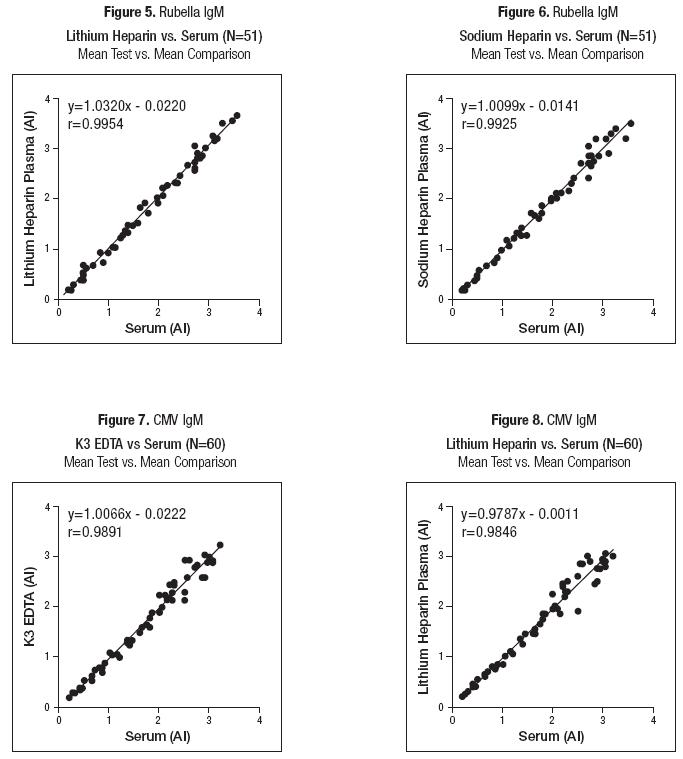 Figure 5. Rubella IgM
Lithium Heparin vs. Serum (N=51)
Mean Test vs. Mean Comparison
y=1.0320x - 0.0220
r=0.9954
Lithium Heparin Plasma (AI)
4
3
2
1
0
0 1 2 3 4
Serum (AI)
Figure 6. Rubella IgM
Sodium Heparin vs. Serum (N=51)
Mean Test vs. Mean Comparison
y=1.0099x - 0.0141
r=0.9925
Sodium Heparin Plasma (AI)
4
3
2
1
0
0 1 2 3 4
Serum (AI)
Figure 7. CMV IgM
K3 EDTA vs Serum (N=60)
Mean Test vs. Mean Comparison
y=1.0066x - 0.0222
r=0.9891
K3 EDTA (AI)
4
3
2
1
0
0 1 2 3 4
Serum (AI)
Figure 8. CMV IgM
Lithium Heparin vs. Serum (N=60)
Mean Test vs. Mean Comparison
y=0.9787x - 0.0011
r=0.9846
Lithium Heparin Plasma (AI)
4
3
2
1
0
0 1 2 3 4
Serum (AI)